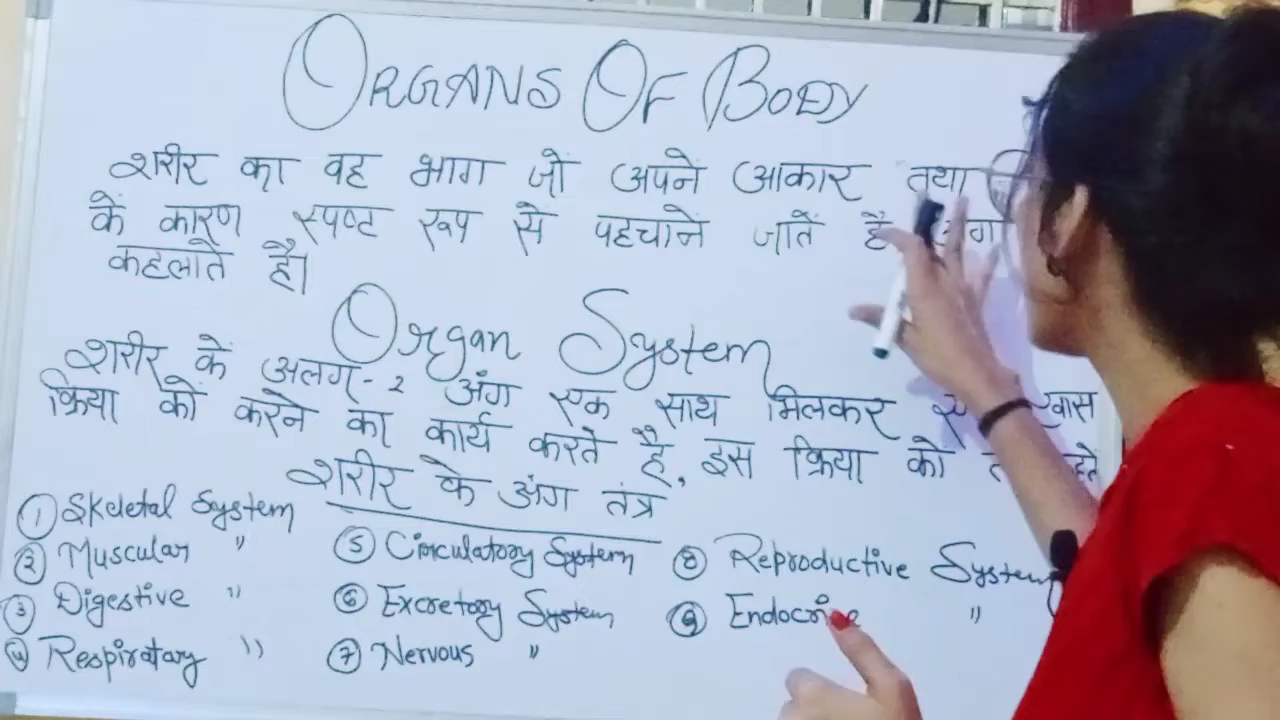 ORGANS OF BODY
शरीर का वह भाग जो अपने आकार तथा
के कारण स्पष्ट रूप से पहचाने जातें है
कहलाते है।
Organ System
शरीर के अलग-2 अंग एक साथ मिलकर खास
क्रिया को करने का कार्य करते है, इस क्रिया को
शरीर के अंग तंत्र
① Skeletal System
② Muscular "
③ Digestive "
④ Respiratary "
⑤ Circulatory System
⑥ Excretory System
⑦ Nervous "
⑧ Reproductive System
⑨ Endocrine "